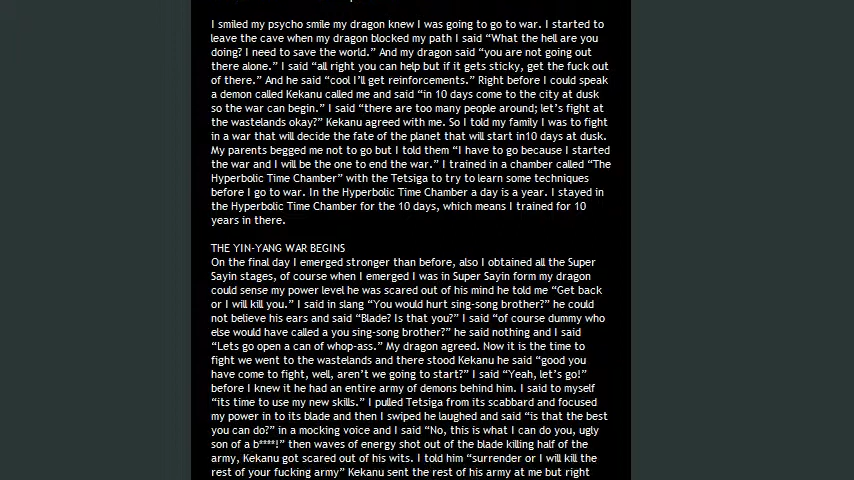 I smiled my psycho smile my dragon knew I was going to go to war. I started to
leave the cave when my dragon blocked my path I said “What the hell are you
doing? I need to save the world.” And my dragon said “you are not going out
there alone.” I said “all right you can help but if it gets sticky, get the fuck out
of there.” And he said “cool I’ll get reinforcements.” Right before I could speak
a demon called Kekanu called me and said “in 10 days come to the city at dusk
so the war can begin.” I said “there are too many people around; let’s fight at
the wastelands okay?” Kekanu agreed with me. So I told my family I was to fight
in a war that will decide the fate of the planet that will start in10 days at dusk.
My parents begged me not to go but I told them “I have to go because I started
the war and I will be the one to end the war.” I trained in a chamber called “The
Hyperbolic Time Chamber” with the Tetsiga to try to learn some techniques
before I go to war. In the Hyperbolic Time Chamber a day is a year. I stayed in
the Hyperbolic Time Chamber for the 10 days, which means I trained for 10
years in there.
THE YIN-YANG WAR BEGINS
On the final day I emerged stronger than before, also I obtained all the Super
Sayin stages, of course when I emerged I was in Super Sayin form my dragon
could sense my power level he was scared out of his mind he told me “Get back
or I will kill you.” I said in slang “You would hurt sing-song brother?” he could
not believe his ears and said “Blade? Is that you?” I said “of course dummy who
else would have called a you sing-song brother?” he said nothing and I said
“Lets go open a can of whop-ass.” My dragon agreed. Now it is the time to
fight we went to the wastelands and there stood Kekanu he said “good you
have come to fight, well, aren’t we going to start?” I said “Yeah, let’s go!”
before I knew it he had an entire army of demons behind him. I said to myself
“its time to use my new skills.” I pulled Tetsiga from its scabbard and focused
my power in to its blade and then I swiped he laughed and said “is that the best
you can do?” in a mocking voice and I said “No, this is what I can do you, ugly
son of a b****!” then waves of energy shot out of the blade killing half of the
army, Kekanu got scared out of his wits. I told him “surrender or I will kill the
rest of your fucking army” Kekanu sent the rest of his army at me but right